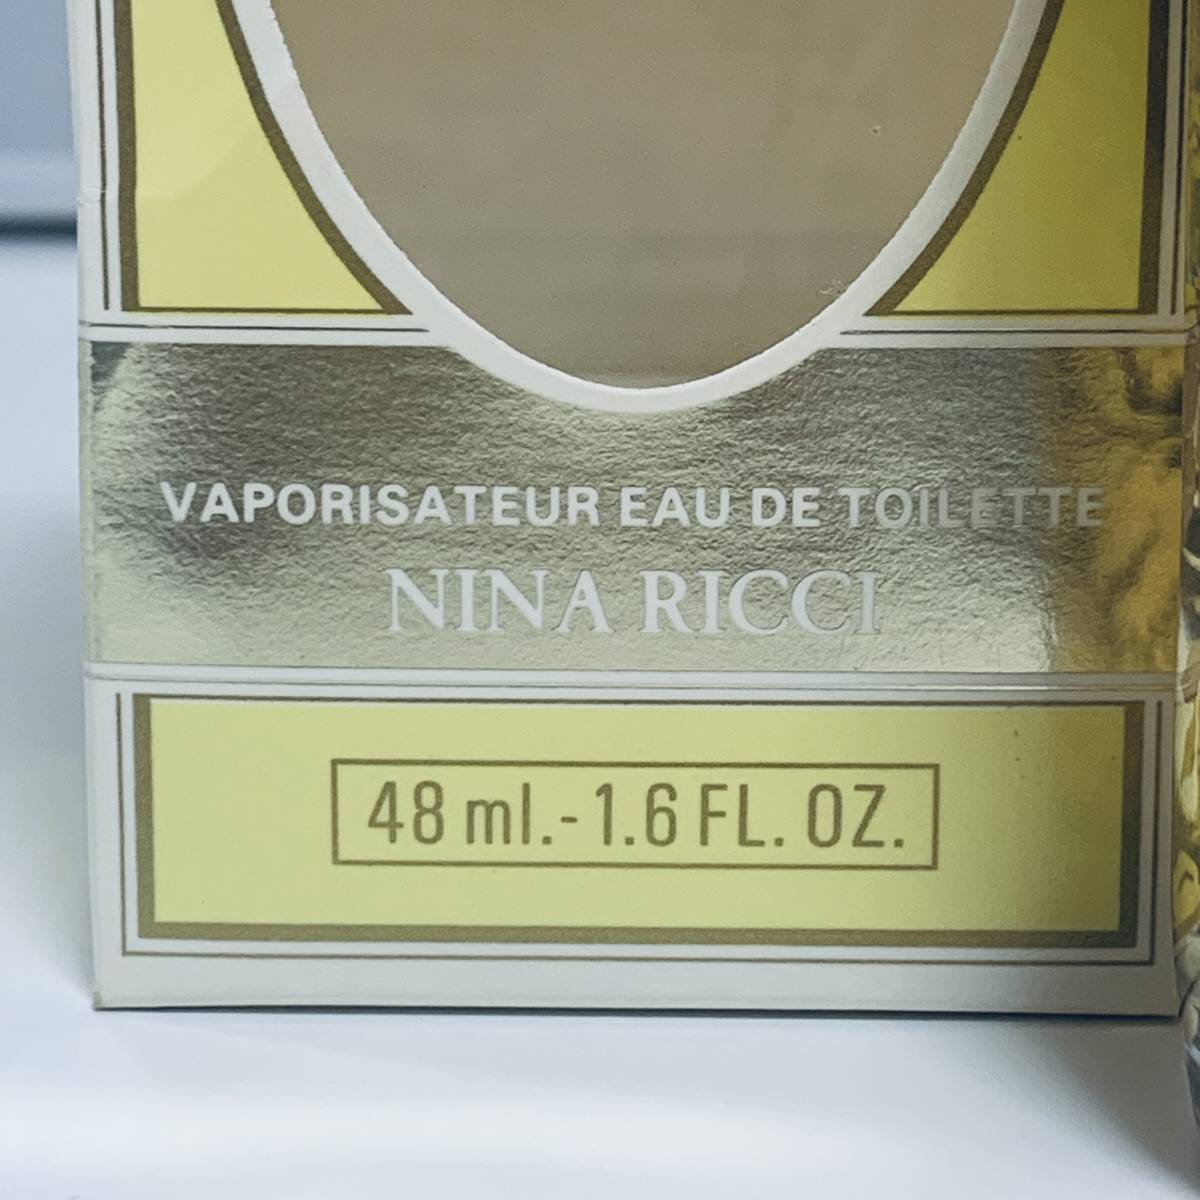 VAPORISATEUR EAU DE TOILETTE
NINA RICCI
48 ml.-1.6 FL. OZ.